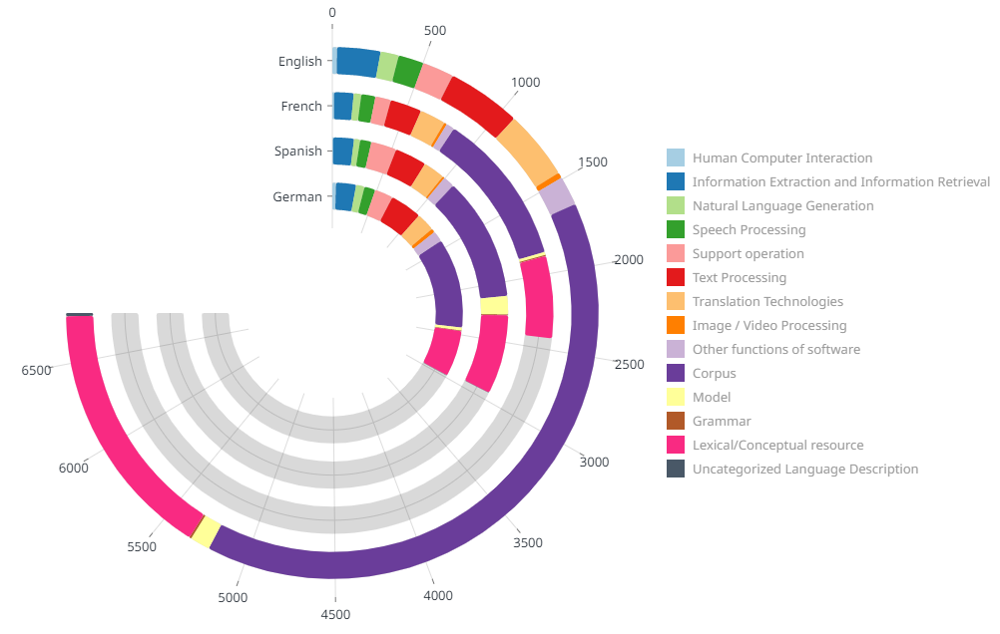 0
500
1000
1500
2000
2500
3000
3500
4000
4500
5000
5500
6000
6500
English
French
Spanish
German
Human Computer Interaction
Information Extraction and Information Retrieval
Natural Language Generation
Speech Processing
Support operation
Text Processing
Translation Technologies
Image / Video Processing
Other functions of software
Corpus
Model
Grammar
Lexical/Conceptual resource
Uncategorized Language Description